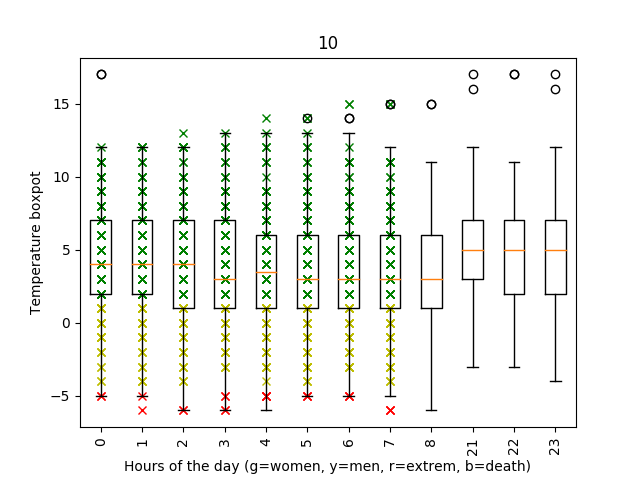 10
15
10
5
0
−5
Temperature boxpot
0 1 2 3 4 5 6 7 8 21 22 23
Hours of the day (g=women, y=men, r=extrem, b=death)